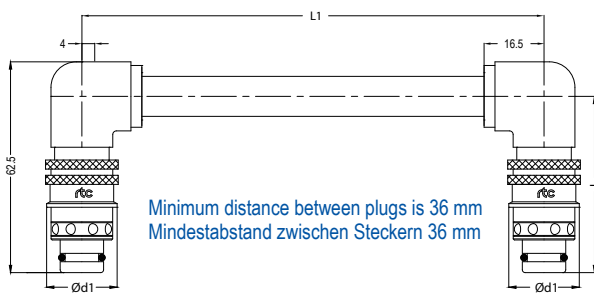 L1
4
16.5
62.5
rtc
rtc
Minimum distance between plugs is 36 mm
Mindestabstand zwischen Steckern 36 mm
Ød1
Ød1